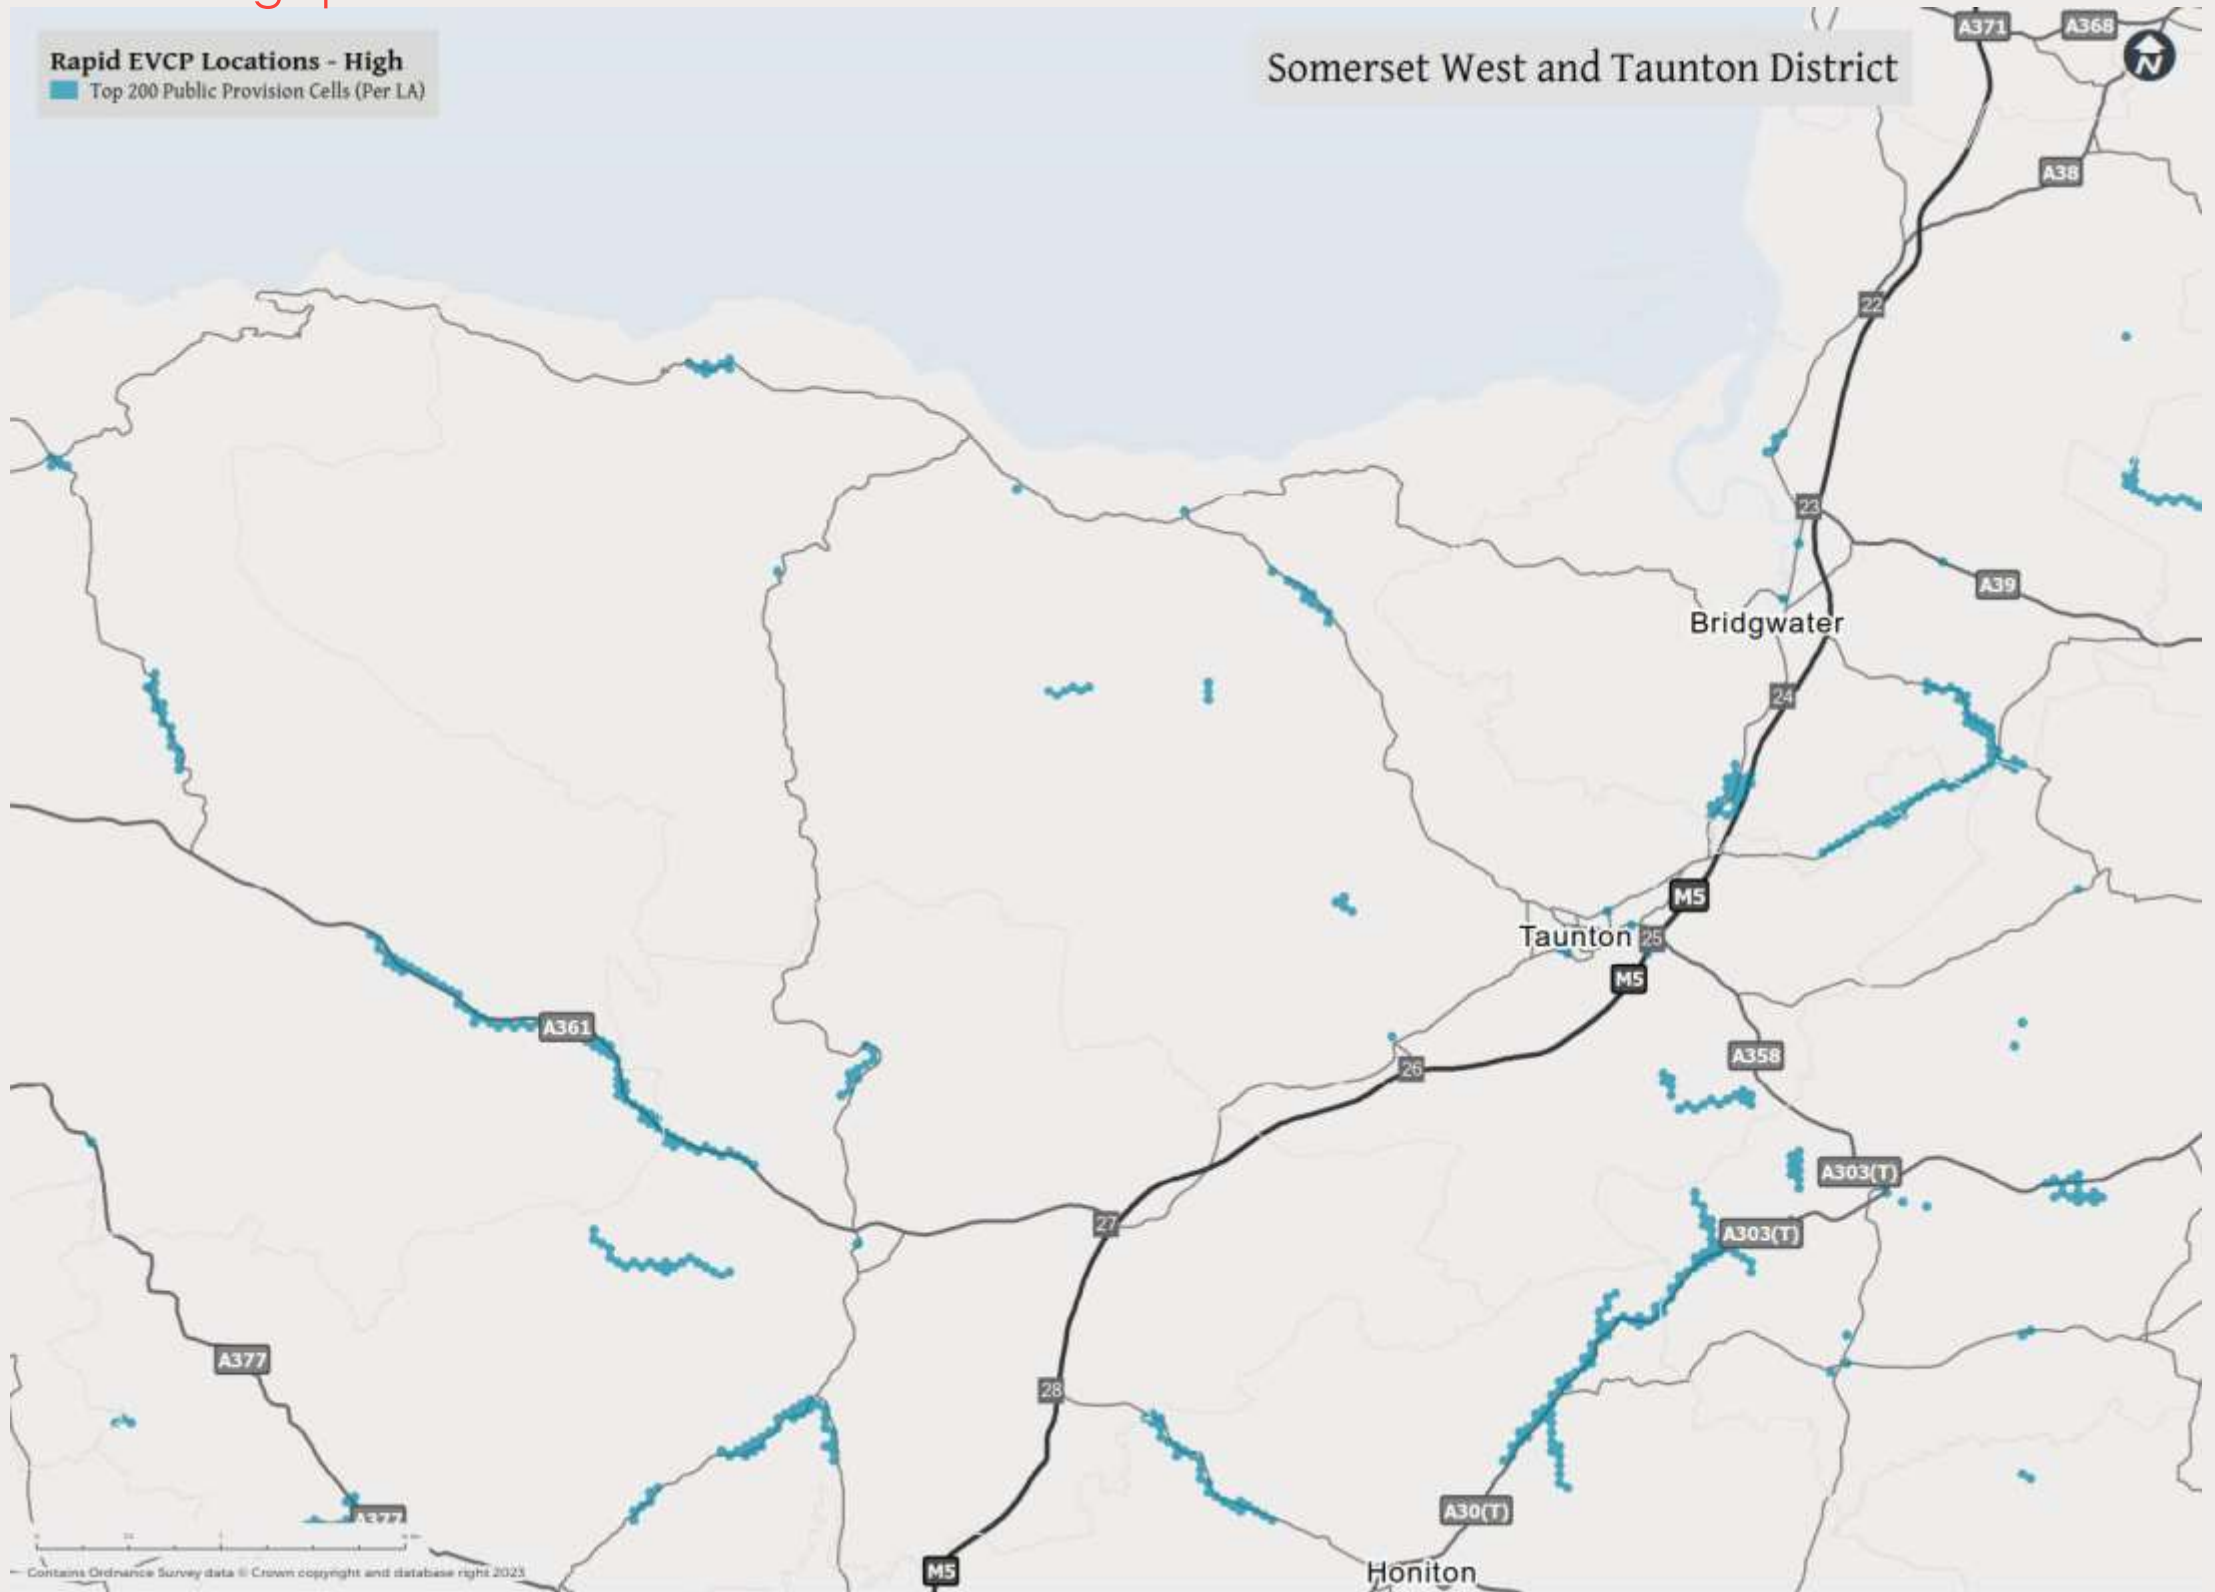 Rapid EVCP Locations - High
Top 200 Public Provision Cells (Per LA)
Somerset West and Taunton District
A371
A368
N
A38
22
23
A39
Bridgwater
24
M5
Taunton
25
M5
A361
A358
26
A303(T)
27
A303(T)
A377
28
A30(T)
A377
M5
Honiton
Contains Ordnance Survey data © Crown copyright and database right 2023